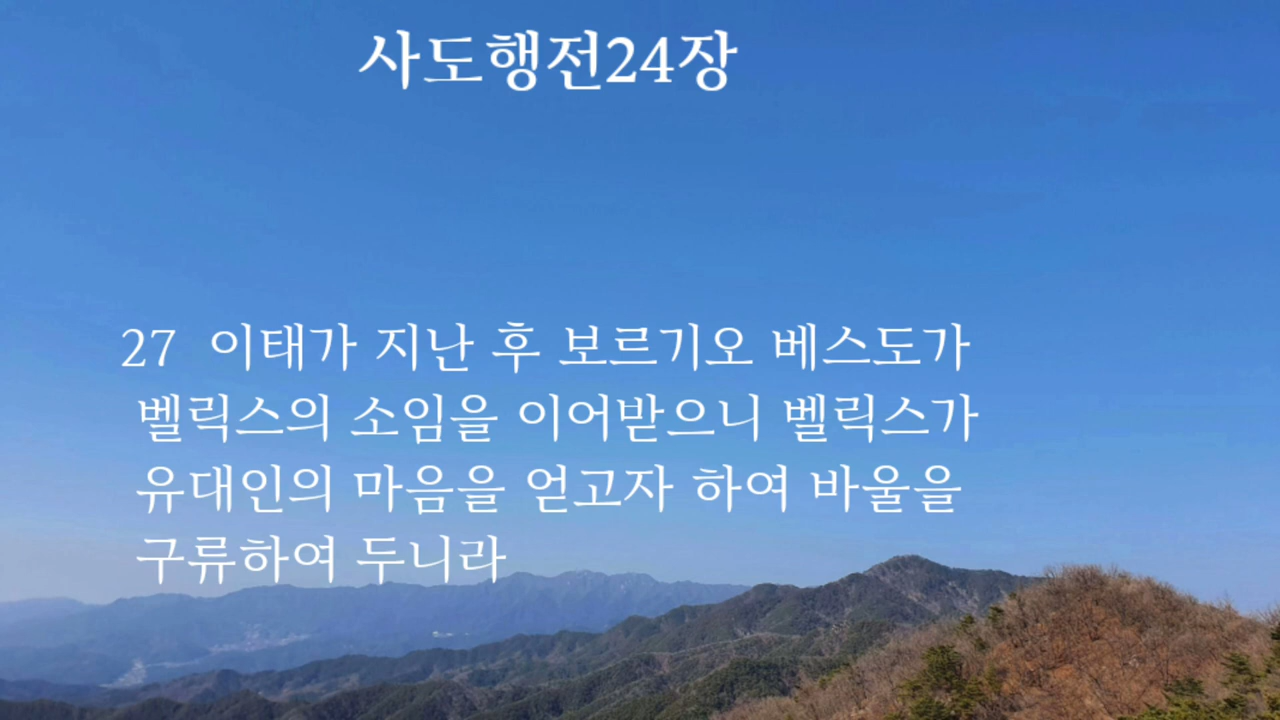 사도행전24장
27 이태가 지난 후 보르기오 베스도가
벨릭스의 소임을 이어받으니 벨릭스가
유대인의 마음을 얻고자 하여 바울을
구류하여 두니라